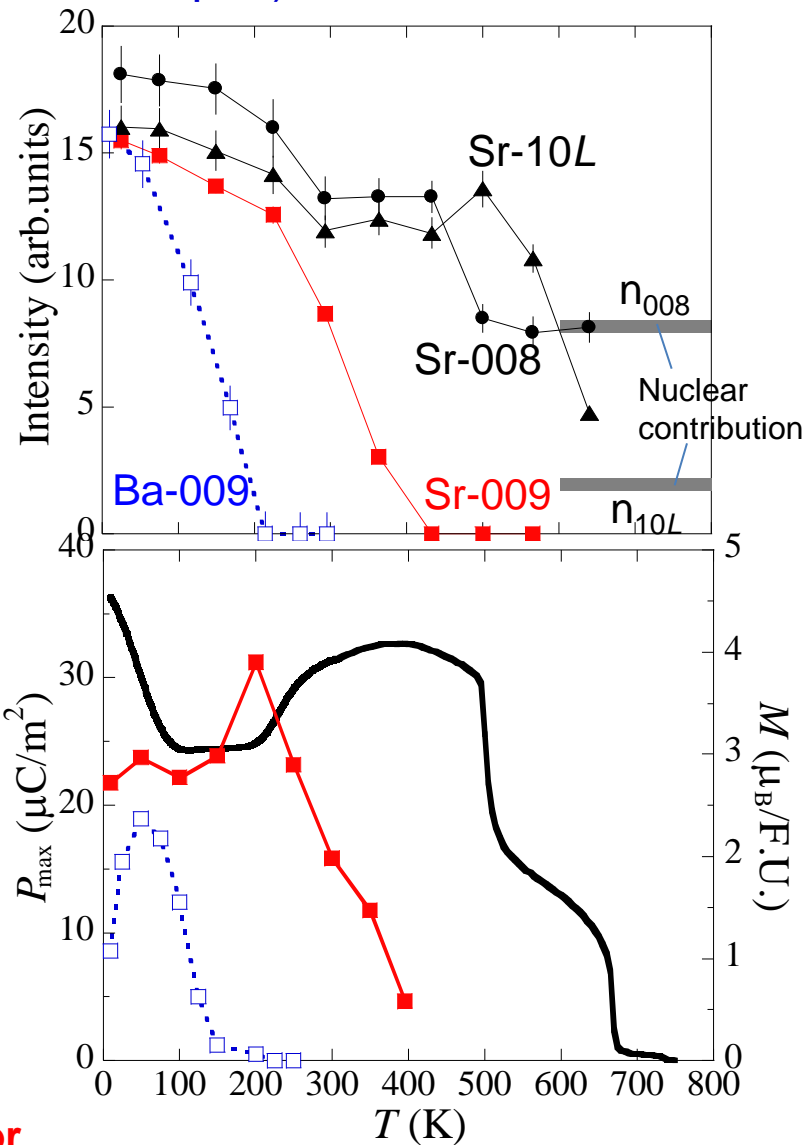 20
15
10
5
0
Intensity (arb.units)
Sr-10L
n008
Sr-008
Nuclear
contribution
Ba-009
Sr-009
n10L
40
30
20
10
0
Pmax (μC/m²)
5
4
3
2
1
0
M (μB/F.U.)
0 100 200 300 400 500 600 700 800
T (K)